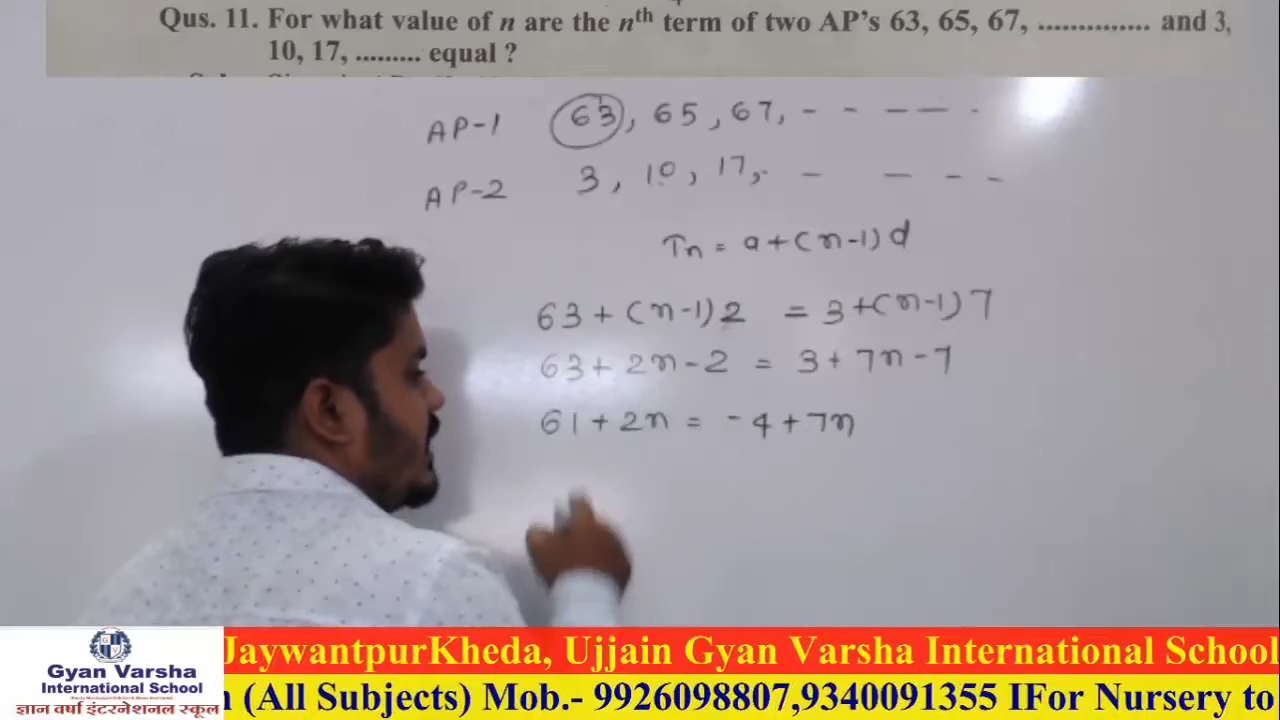 Qus. 11. For what value of n are the nth term of two AP's 63, 65, 67, .............. and 3,
10, 17, ......... equal ?
AP-1 63, 65, 67, - - - - .
AP-2 3, 10, 17, - - - -
Tn = a+(n-1)d
63 + (n-1)2 = 3+(n-1)7
63 + 2n - 2 = 3 + 7n - 7
61 + 2n = -4 + 7n
JaywantpurKheda, Ujjain Gyan Varsha International School
Gyan Varsha
International School
ज्ञान वर्षा इंटरनेशनल स्कूल
n (All Subjects) Mob.- 9926098807,9340091355 IFor Nursery to